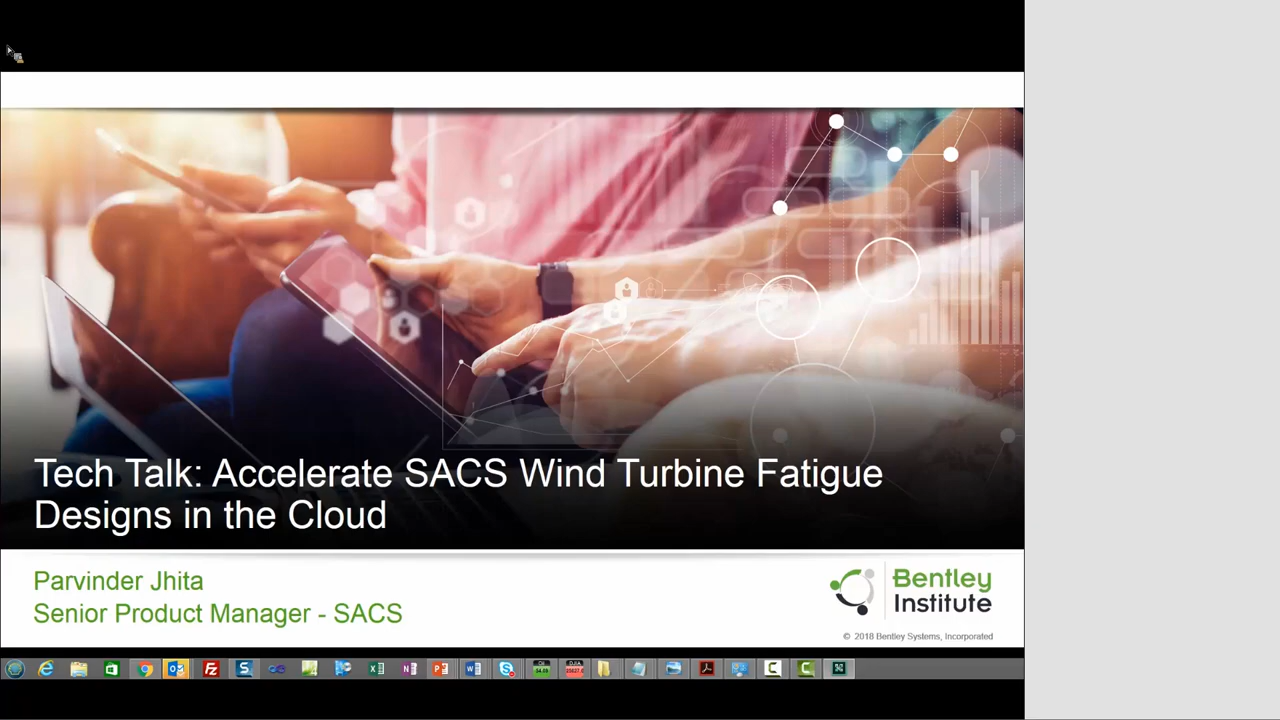 Tech Talk: Accelerate SACS Wind Turbine Fatigue
Designs in the Cloud
Parvinder Jhita
Senior Product Manager - SACS
Bentley
Institute
© 2018 Bentley Systems, Incorporated